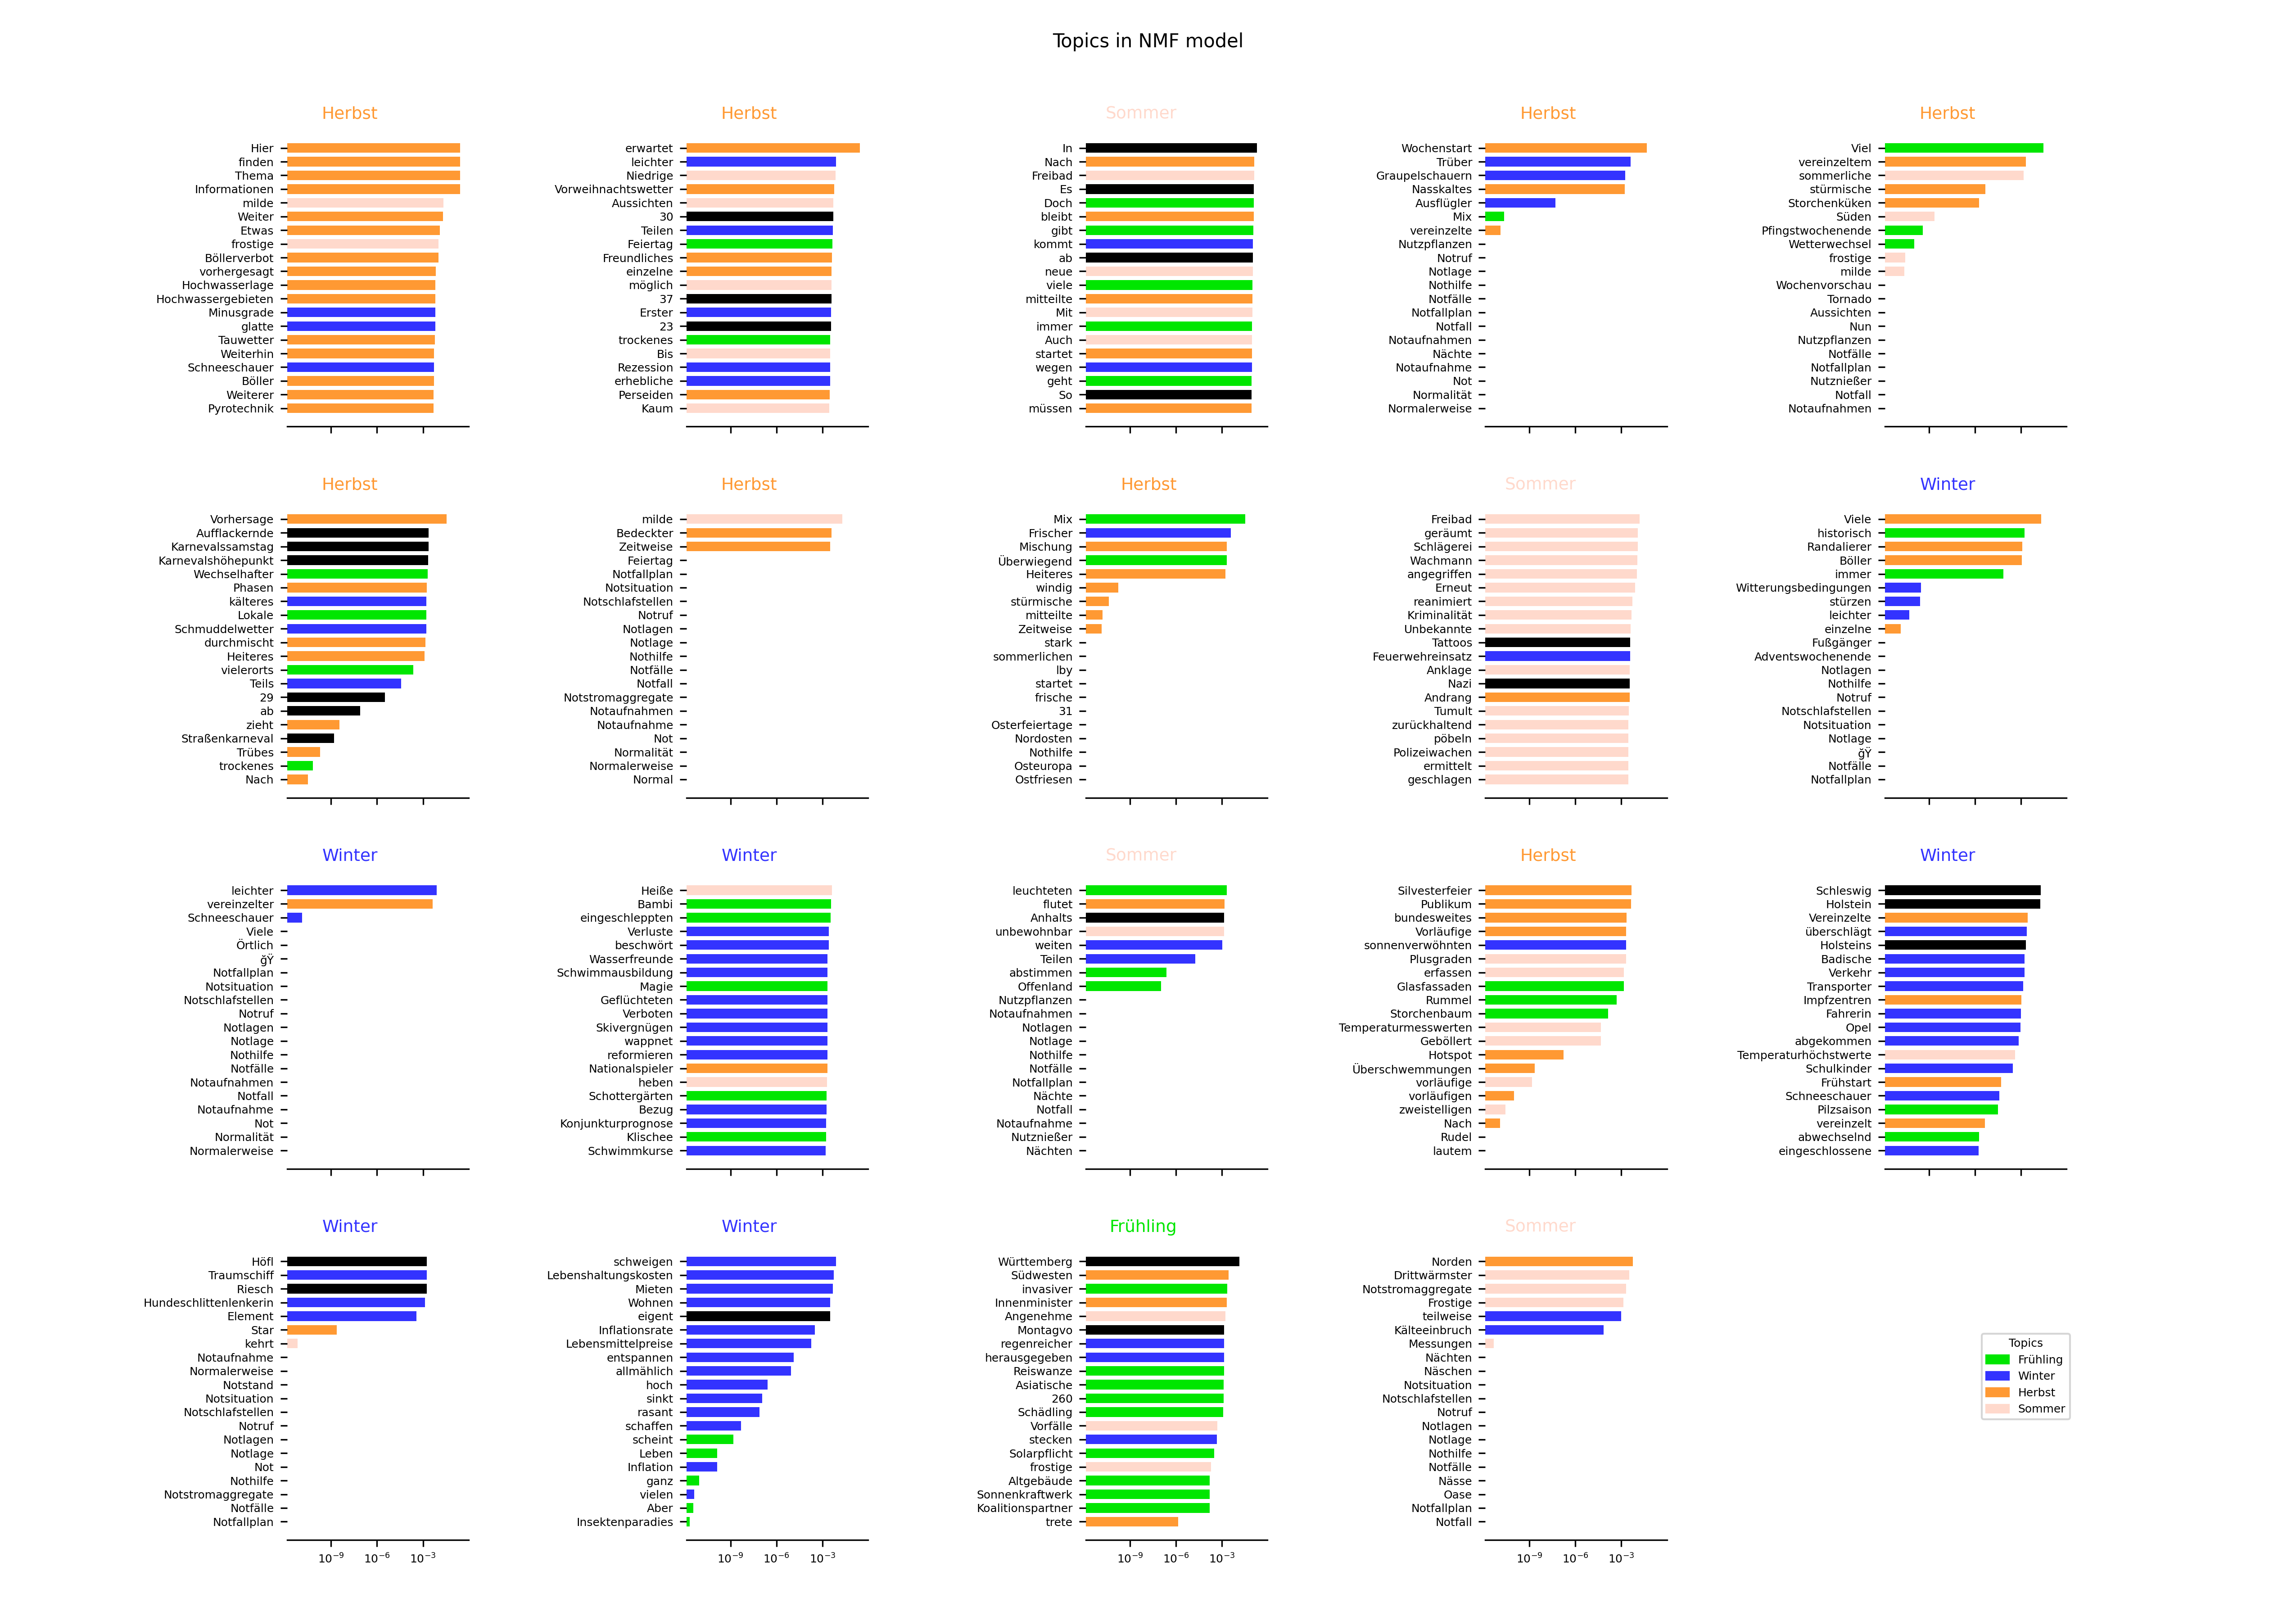 Topics in NMF model
Herbst
Hier
finden
Thema
Informationen
milde
Weiter
Etwas
frostige
Böllerverbot
vorhergesagt
Hochwasserlage
Hochwassergebieten
Minusgrade
glatte
Tauwetter
Weiterhin
Schneeschauer
Böller
Weiterer
Pyrotechnik
Herbst
erwartet
leichter
Niedrige
Vorweihnachtswetter
Aussichten
30
Teilen
Feiertag
Freundliches
einzelne
möglich
37
Erster
23
trockenes
Bis
Rezession
erhebliche
Perseiden
Kaum
Sommer
In
Nach
Freibad
Es
Doch
bleibt
gibt
kommt
ab
neue
viele
mitteilte
Mit
immer
Auch
startet
wegen
geht
So
müssen
Herbst
Wochenstart
Trüber
Graupelschauern
Nasskaltes
Ausflügler
Mix
vereinzelte
Nutzpflanzen
Notruf
Notlage
Nothilfe
Notfälle
Notfallplan
Notfall
Notaufnahmen
Nächte
Notaufnahme
Not
Normalität
Normalerweise
Herbst
Viel
vereinzeltem
sommerliche
stürmische
Storchenküken
Süden
Pfingstwochenende
Wetterwechsel
frostige
milde
Wochenvorschau
Tornado
Aussichten
Nun
Nutzpflanzen
Notfälle
Notfallplan
Nutznießer
Notfall
Notaufnahmen
Herbst
Vorhersage
Aufflackernde
Karnevalssamstag
Karnevalshöhepunkt
Wechselhafter
Phasen
kälteres
Lokale
Schmuddelwetter
durchmischt
Heiteres
vielerorts
Teils
29
ab
zieht
Straßenkarneval
Trübes
trockenes
Nach
Herbst
milde
Bedeckter
Zeitweise
Feiertag
Notfallplan
Notsituation
Notschlafstellen
Notruf
Notlagen
Notlage
Nothilfe
Notfälle
Notfall
Notstromaggregate
Notaufnahmen
Notaufnahme
Not
Normalität
Normalerweise
Normal
Herbst
Mix
Frischer
Mischung
Überwiegend
Heiteres
windig
stürmische
mitteilte
Zeitweise
stark
sommerlichen
lby
startet
frische
31
Osterfeiertage
Nordosten
Nothilfe
Osteuropa
Ostfriesen
Sommer
Freibad
geräumt
Schlägerei
Wachmann
angegriffen
Erneut
reanimiert
Kriminalität
Unbekannte
Tattoos
Feuerwehreinsatz
Anklage
Nazi
Andrang
Tumult
zurückhaltend
pöbeln
Polizeiwachen
ermittelt
geschlagen
Winter
Viele
historisch
Randalierer
Böller
immer
Witterungsbedingungen
stürzen
leichter
einzelne
Fußgänger
Adventswochenende
Notlagen
Nothilfe
Notruf
Notschlafstellen
Notsituation
Notlage
ğŸ
Notfälle
Notfallplan
Winter
leichter
vereinzelter
Schneeschauer
Viele
Örtlich
ğŸ
Notfallplan
Notsituation
Notschlafstellen
Notruf
Notlagen
Notlage
Nothilfe
Notfälle
Notaufnahmen
Notfall
Notaufnahme
Not
Normalität
Normalerweise
Winter
Heiße
Bambi
eingeschleppten
Verluste
beschwört
Wasserfreunde
Schwimmausbildung
Magie
Geflüchteten
Verboten
Skivergnügen
wappnet
reformieren
Nationalspieler
heben
Schottergärten
Bezug
Konjunkturprognose
Klischee
Schwimmkurse
Sommer
leuchteten
flutet
Anhalts
unbewohnbar
weiten
Teilen
abstimmen
Offenland
Nutzpflanzen
Notaufnahmen
Notlagen
Notlage
Nothilfe
Notfälle
Notfallplan
Nächte
Notfall
Notaufnahme
Nutznießer
Nächten
Herbst
Silvesterfeier
Publikum
bundesweites
Vorläufige
sonnenverwöhnten
Plusgraden
erfassen
Glasfassaden
Rummel
Storchenbaum
Temperaturmesswerten
Geböllert
Hotspot
Überschwemmungen
vorläufige
vorläufigen
zweistelligen
Nach
Rudel
lautem
Winter
Schleswig
Holstein
Vereinzelte
überschlägt
Holsteins
Badische
Verkehr
Transporter
Impfzentren
Fahrerin
Opel
abgekommen
Temperaturhöchstwerte
Schulkinder
Frühstart
Schneeschauer
Pilzsaison
vereinzelt
abwechselnd
eingeschlossene
Winter
Höfl
Traumschiff
Riesch
Hundeschlittenlenkerin
Element
Star
kehrt
Notaufnahme
Normalerweise
Notstand
Notsituation
Notschlafstellen
Notruf
Notlagen
Notlage
Not
Nothilfe
Notstromaggregate
Notfälle
Notfallplan
10⁻⁹ 10⁻⁶ 10⁻³
Winter
schweigen
Lebenshaltungskosten
Mieten
Wohnen
eigent
Inflationsrate
Lebensmittelpreise
entspannen
allmählich
hoch
sinkt
rasant
schaffen
scheint
Leben
Inflation
ganz
vielen
Aber
Insektenparadies
10⁻⁹ 10⁻⁶ 10⁻³
Frühling
Württemberg
Südwesten
invasiver
Innenminister
Angenehme
Montagvo
regenreicher
herausgegeben
Reiswanze
Asiatische
260
Schädling
Vorfälle
stecken
Solarpflicht
frostige
Altgebäude
Sonnenkraftwerk
Koalitionspartner
trete
10⁻⁹ 10⁻⁶ 10⁻³
Sommer
Norden
Drittwärmster
Notstromaggregate
Frostige
teilweise
Kälteeinbruch
Messungen
Nächten
Näschen
Notsituation
Notschlafstellen
Notruf
Notlagen
Notlage
Nothilfe
Notfälle
Nässe
Oase
Notfallplan
Notfall
10⁻⁹ 10⁻⁶ 10⁻³
Topics
Frühling
Winter
Herbst
Sommer